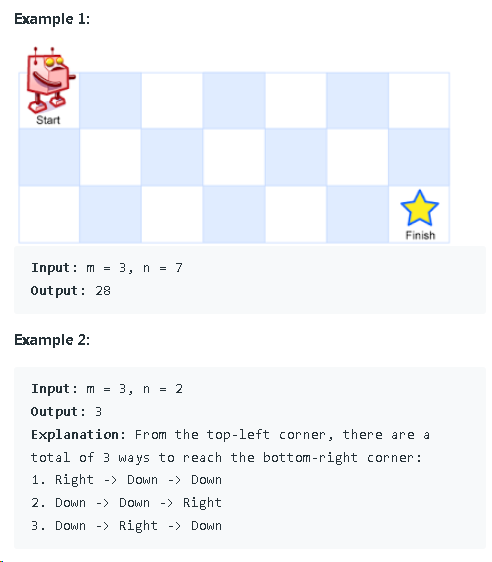 Example 1:
Start
Finish
Input: m = 3, n = 7
Output: 28
Example 2:
Input: m = 3, n = 2
Output: 3
Explanation: From the top-left corner, there are a
total of 3 ways to reach the bottom-right corner:
1. Right -> Down -> Down
2. Down -> Down -> Right
3. Down -> Right -> Down